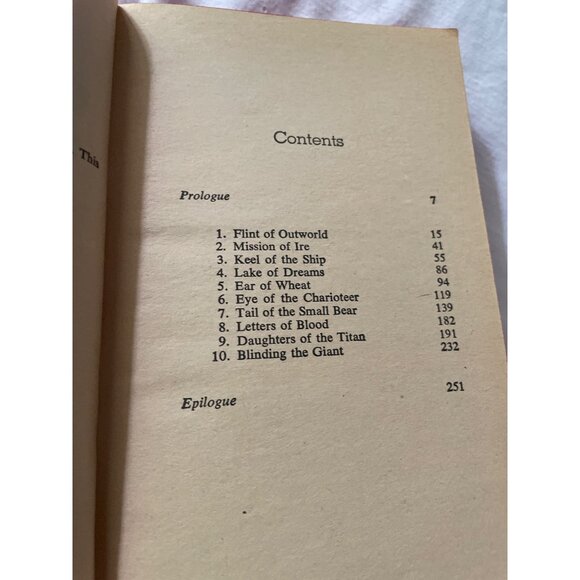 This
Contents
Prologue 7
1. Flint of Outworld 15
2. Mission of Ire 41
3. Keel of the Ship 55
4. Lake of Dreams 86
5. Ear of Wheat 94
6. Eye of the Charioteer 119
7. Tail of the Small Bear 139
8. Letters of Blood 182
9. Daughters of the Titan 191
10. Blinding the Giant 232
Epilogue 251